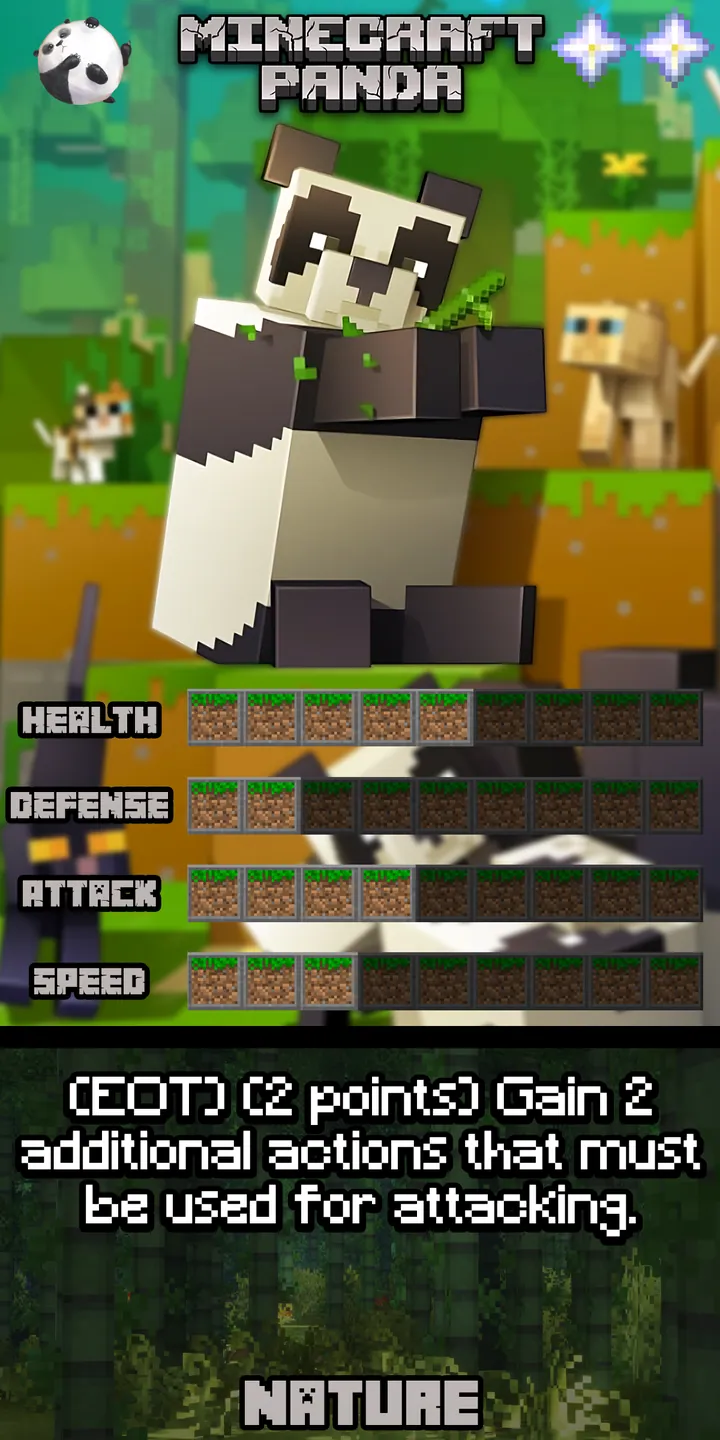 MINECRAFT
PANDA
HEALTH
DEFENSE
ATTACK
SPEED
(EOT) (2 points) Gain 2
additional actions that must
be used for attacking.
NATURE